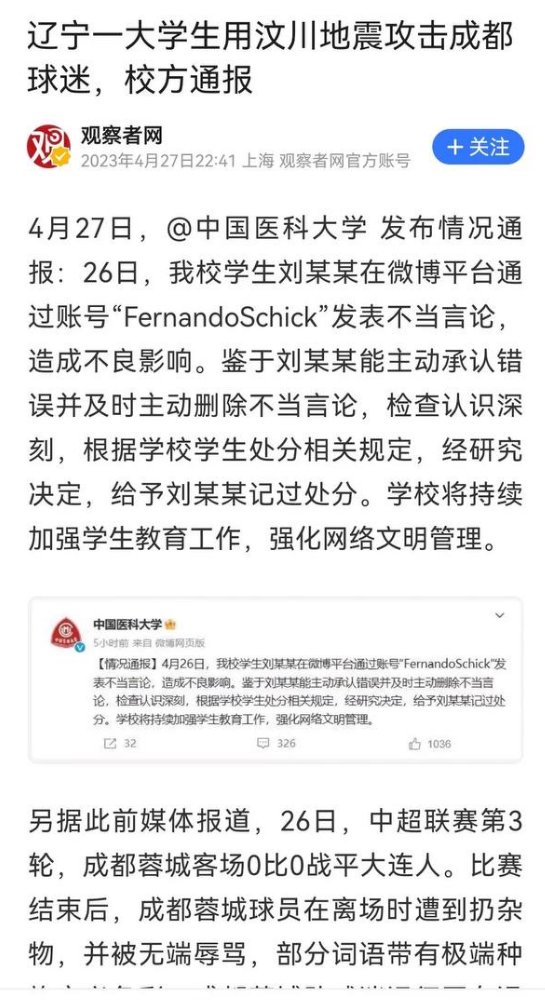 辽宁一大学生用汶川地震攻击成都
球迷，校方通报
观察者网
2023年4月27日22:41 上海 观察者网官方账号
+ 关注
4月27日，@中国医科大学 发布情况通
报：26日，我校学生刘某某在微博平台通
过账号“FernandoSchick”发表不当言论，
造成不良影响。鉴于刘某某能主动承认错
误并及时主动删除不当言论，检查认识深
刻，根据学校学生处分相关规定，经研究
决定，给予刘某某记过处分。学校将持续
加强学生教育工作，强化网络文明管理。
中国医科大学
5小时前 来自 微博网页版
【情况通报】4月26日，我校学生刘某某在微博平台通过账号“FernandoSchick”发
表不当言论，造成不良影响。鉴于刘某某能主动承认错误并及时主动删除不当言
论，检查认识深刻，根据学校学生处分相关规定，经研究决定，给予刘某某记过处
分。学校将持续加强学生教育工作，强化网络文明管理。
32 326 1036
另据此前媒体报道，26日，中超联赛第3
轮，成都蓉城客场0比0战平大连人。比赛
结束后，成都蓉城球员在离场时遭到扔杂
物，并被无端辱骂，部分词语带有极端种